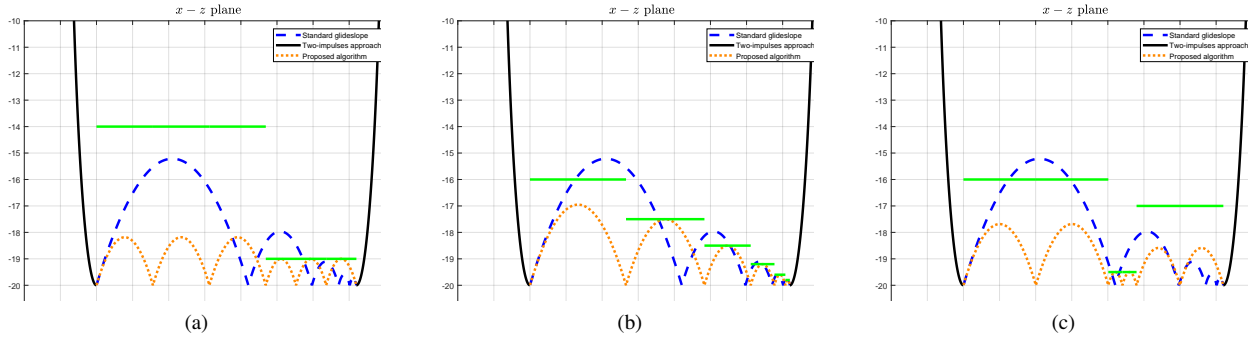 x − z plane
-10
-11
-12
-13
-14
-15
-16
-17
-18
-19
-20
Standard glideslope
Two-impulses approach
Proposed algorithm
(a)
x − z plane
-10
-11
-12
-13
-14
-15
-16
-17
-18
-19
-20
Standard glideslope
Two-impulses approach
Proposed algorithm
(b)
x − z plane
-10
-11
-12
-13
-14
-15
-16
-17
-18
-19
-20
Standard glideslope
Two-impulses approach
Proposed algorithm
(c)